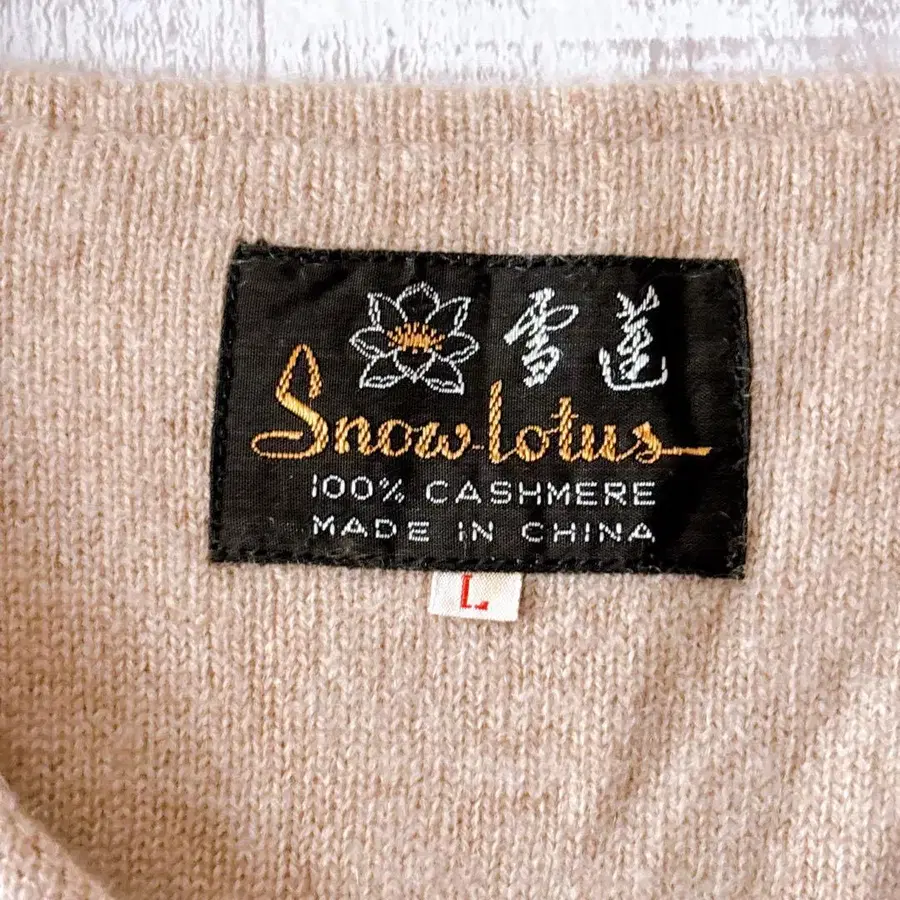 雪蓮
Snow-lotus
100% CASHMERE
MADE IN CHINA
L